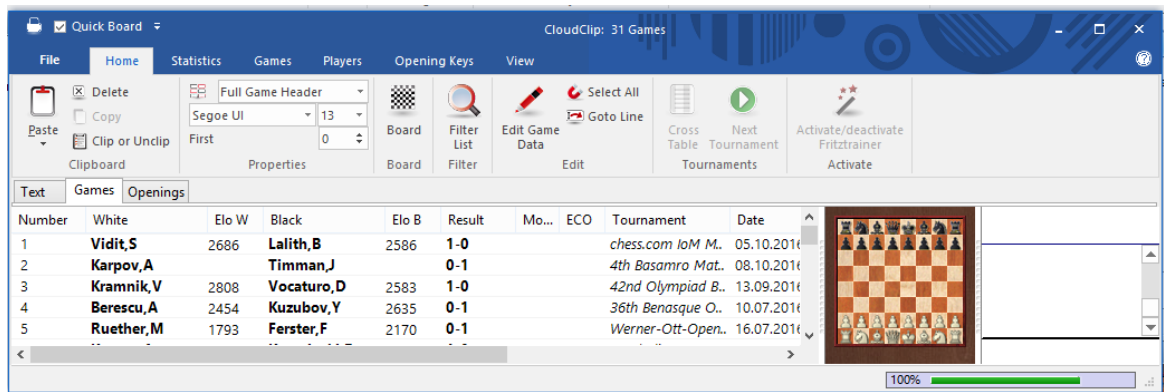 Quick Board
CloudClip: 31 Games
File Home Statistics Games Players Opening Keys View
Paste
Delete
Copy
Clip or Unclip
Clipboard
Full Game Header
Segoe UI 13
First 0
Properties
Board
Board
Filter
List
Filter
Edit Game
Data
Select All
Goto Line
Edit
Cross
Table
Next
Tournament
Tournaments
Activate/deactivate
Fritztrainer
Activate
Text Games Openings
Number White Elo W Black Elo B Result Mo... ECO Tournament Date
1 Vidit,S 2686 Lalith,B 2586 1-0 chess.com IoM M.. 05.10.2016
2 Karpov,A Timman,J 0-1 4th Basamro Mat.. 08.10.2016
3 Kramnik,V 2808 Vocaturo,D 2583 1-0 42nd Olympiad B.. 13.09.2016
4 Berescu,A 2454 Kuzubov,Y 2635 0-1 36th Benasque O.. 10.07.2016
5 Ruether,M 1793 Ferster,F 2170 0-1 Werner-Ott-Open.. 16.07.2016
100%